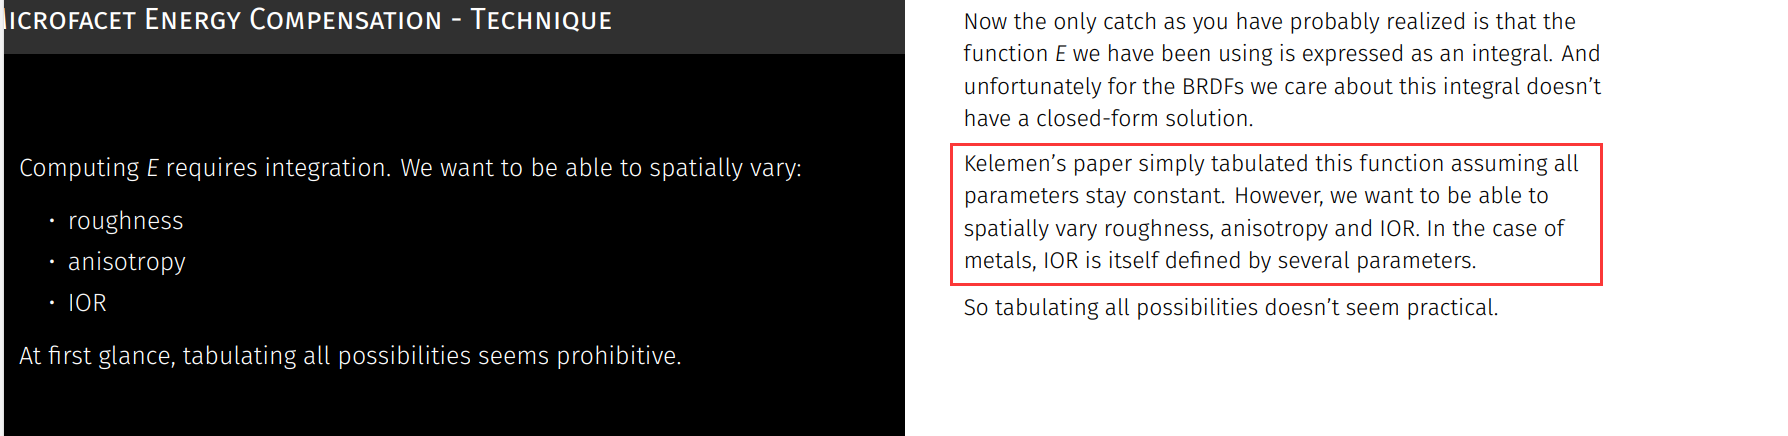 MICROFACET ENERGY COMPENSATION - TECHNIQUE
Computing E requires integration. We want to be able to spatially vary:
• roughness
• anisotropy
• IOR
At first glance, tabulating all possibilities seems prohibitive.
Now the only catch as you have probably realized is that the
function E we have been using is expressed as an integral. And
unfortunately for the BRDFs we care about this integral doesn’t
have a closed-form solution.
Kelemen’s paper simply tabulated this function assuming all
parameters stay constant. However, we want to be able to
spatially vary roughness, anisotropy and IOR. In the case of
metals, IOR is itself defined by several parameters.
So tabulating all possibilities doesn’t seem practical.